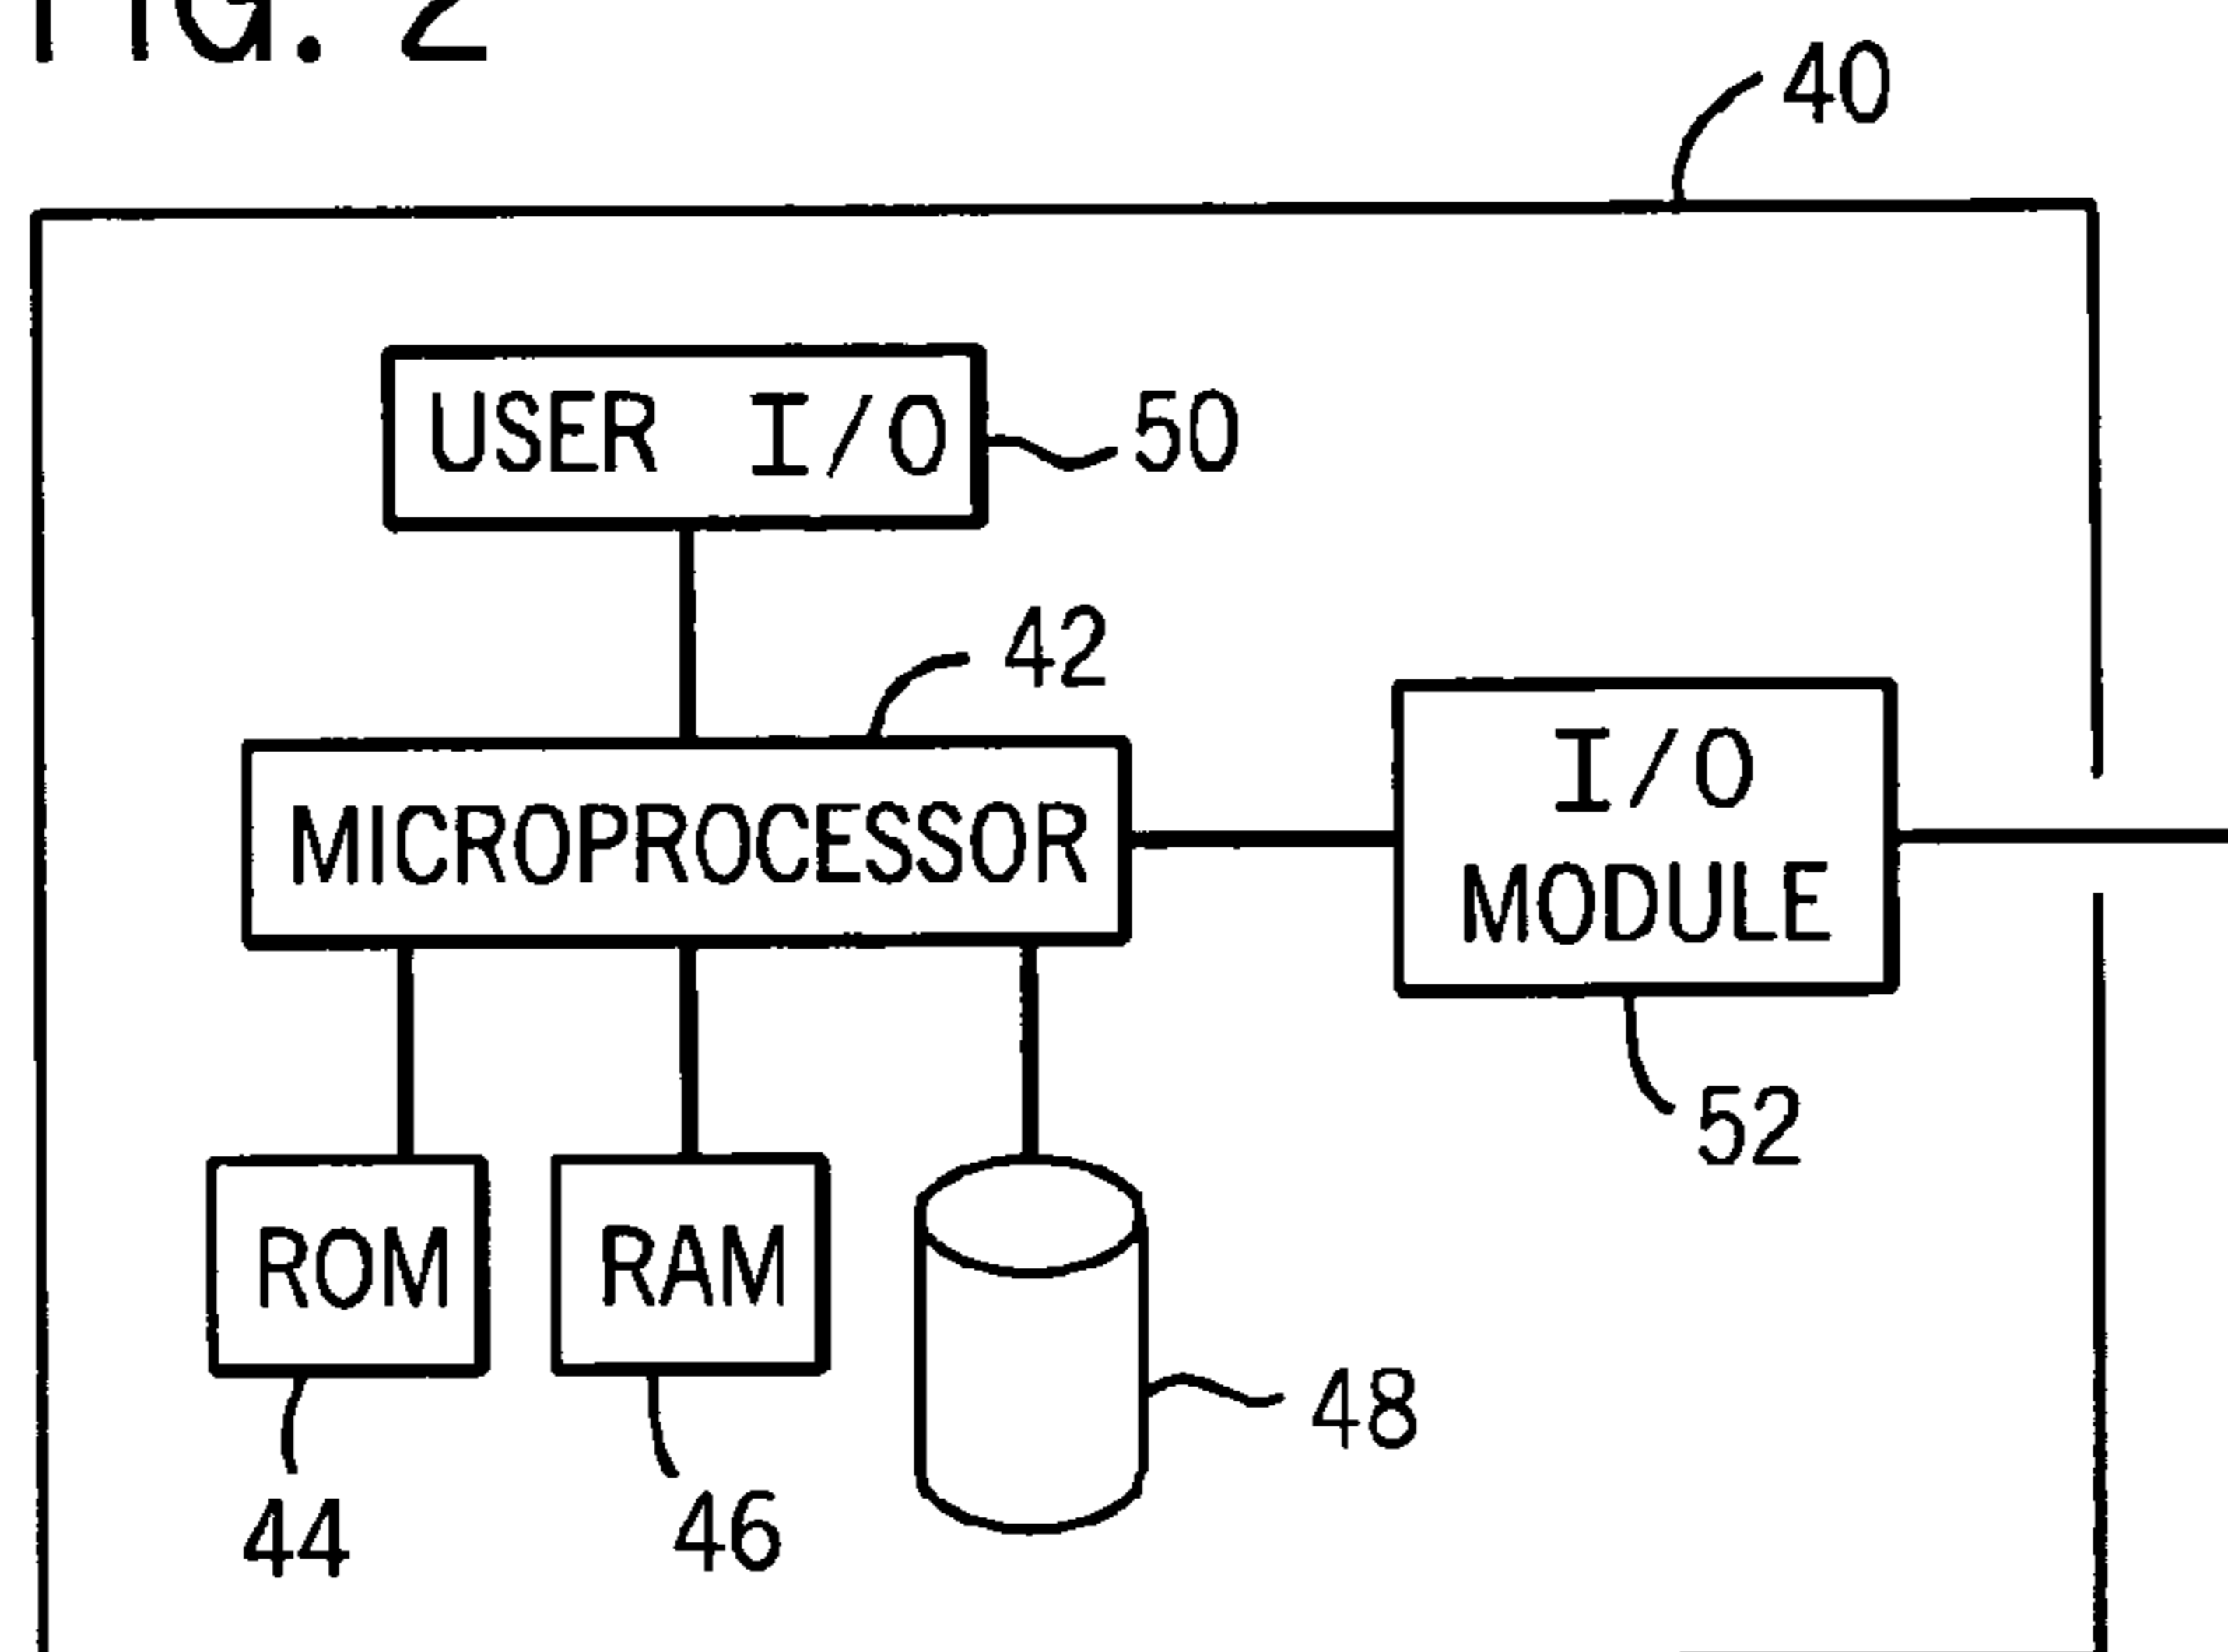 FIG. 2
40
USER I/O
50
42
MICROPROCESSOR
I/O
MODULE
52
ROM
RAM
48
44
46